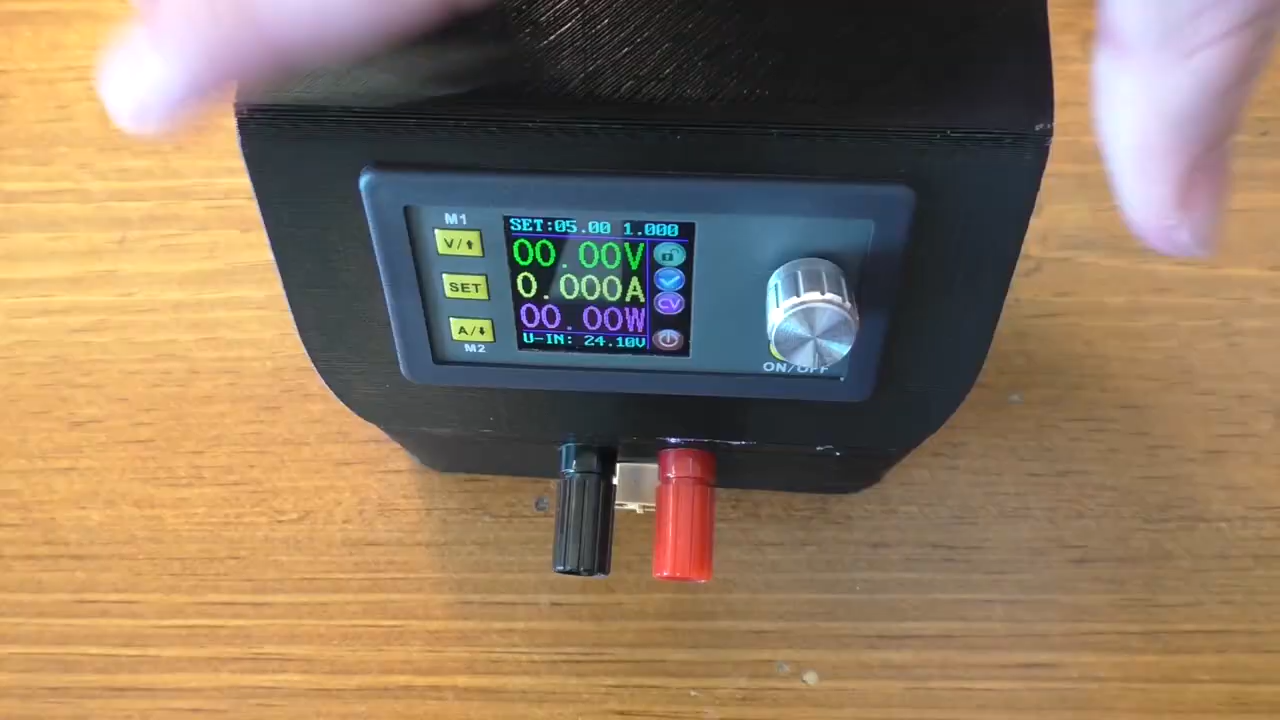 M1
V/⬆
SET
A/⬇
M2
SET:05.00 1.000
00.00V
0.000A
CV
00.00W
U-IN: 24.10V
ON/OFF